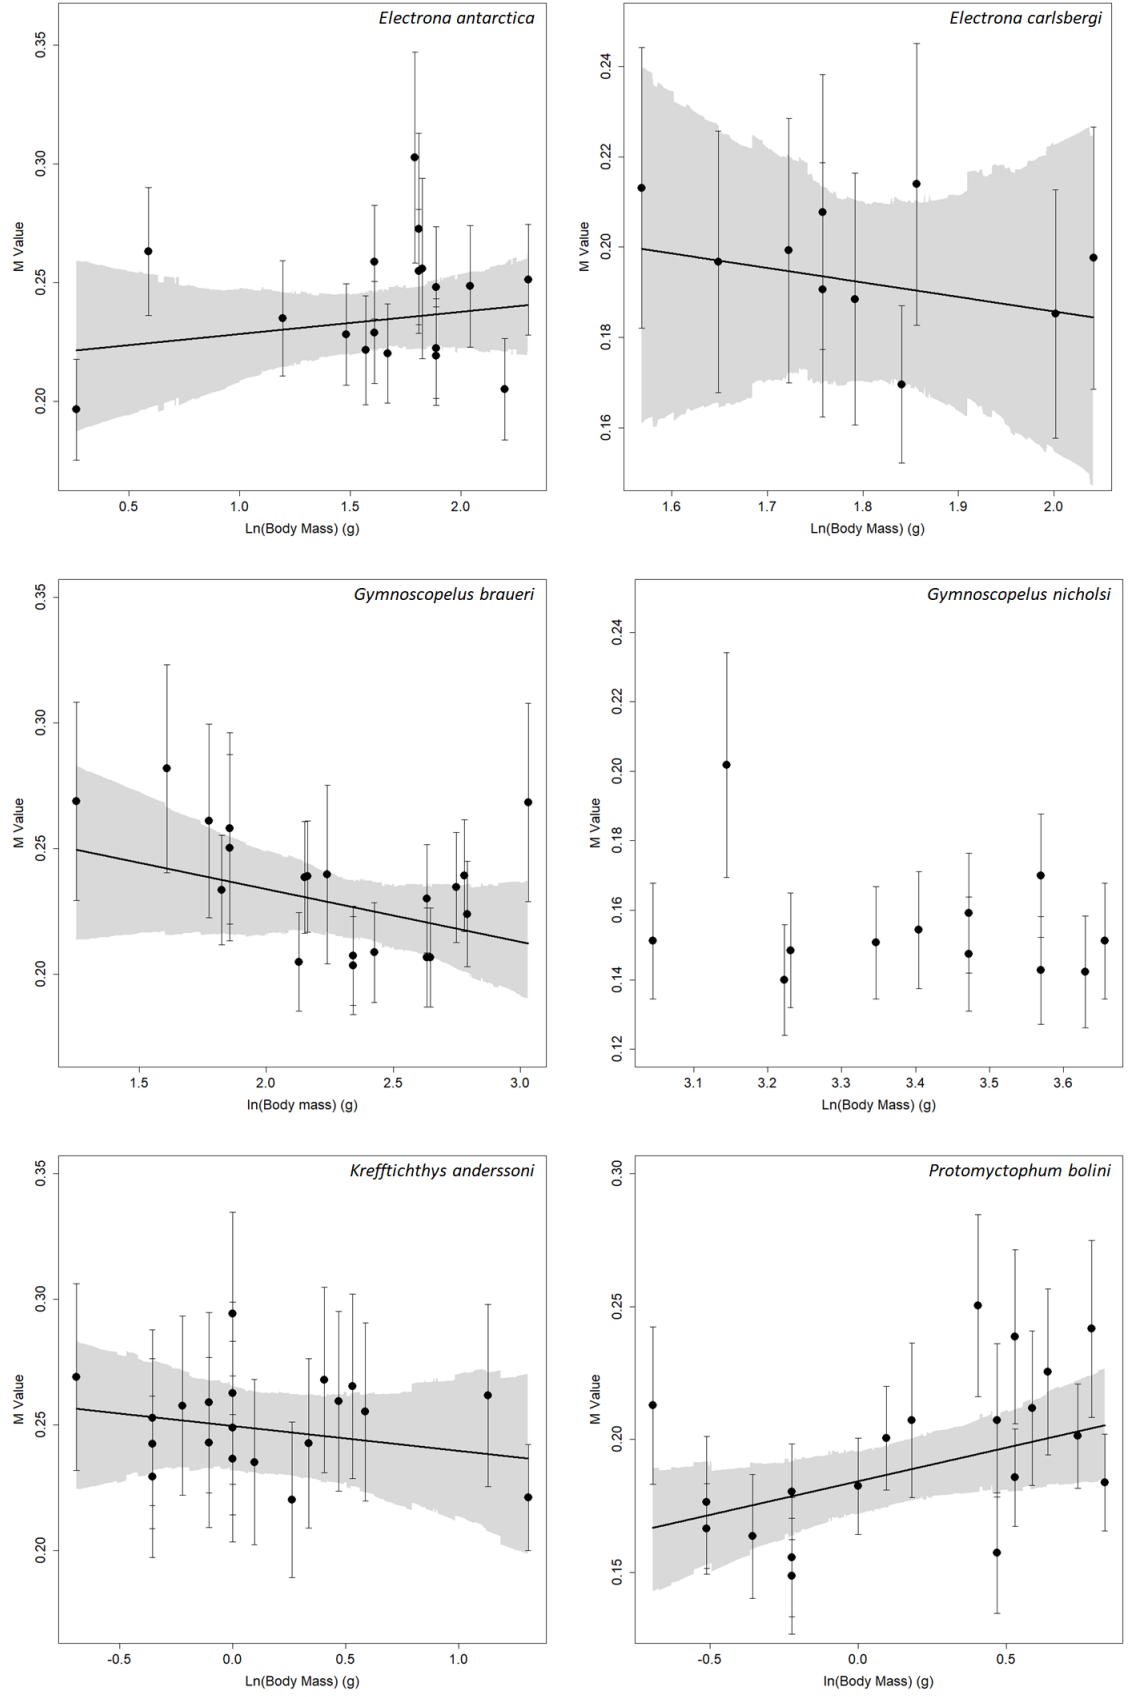 Electrona antarctica
M Value
0.35
0.30
0.25
0.20
0.5 1.0 1.5 2.0
Ln(Body Mass) (g)
Electrona carlsbergi
M Value
0.24
0.22
0.20
0.18
0.16
1.6 1.7 1.8 1.9 2.0
Ln(Body Mass) (g)
Gymnoscopelus braueri
M Value
0.35
0.30
0.25
0.20
1.5 2.0 2.5 3.0
ln(Body mass) (g)
Gymnoscopelus nicholsi
M Value
0.24
0.22
0.20
0.18
0.16
0.14
0.12
3.1 3.2 3.3 3.4 3.5 3.6
Ln(Body Mass) (g)
Krefftichthys anderssoni
M Value
0.35
0.30
0.25
0.20
-0.5 0.0 0.5 1.0
Ln(Body Mass) (g)
Protomyctophum bolini
M Value
0.30
0.25
0.20
0.15
-0.5 0.0 0.5
ln(Body Mass) (g)